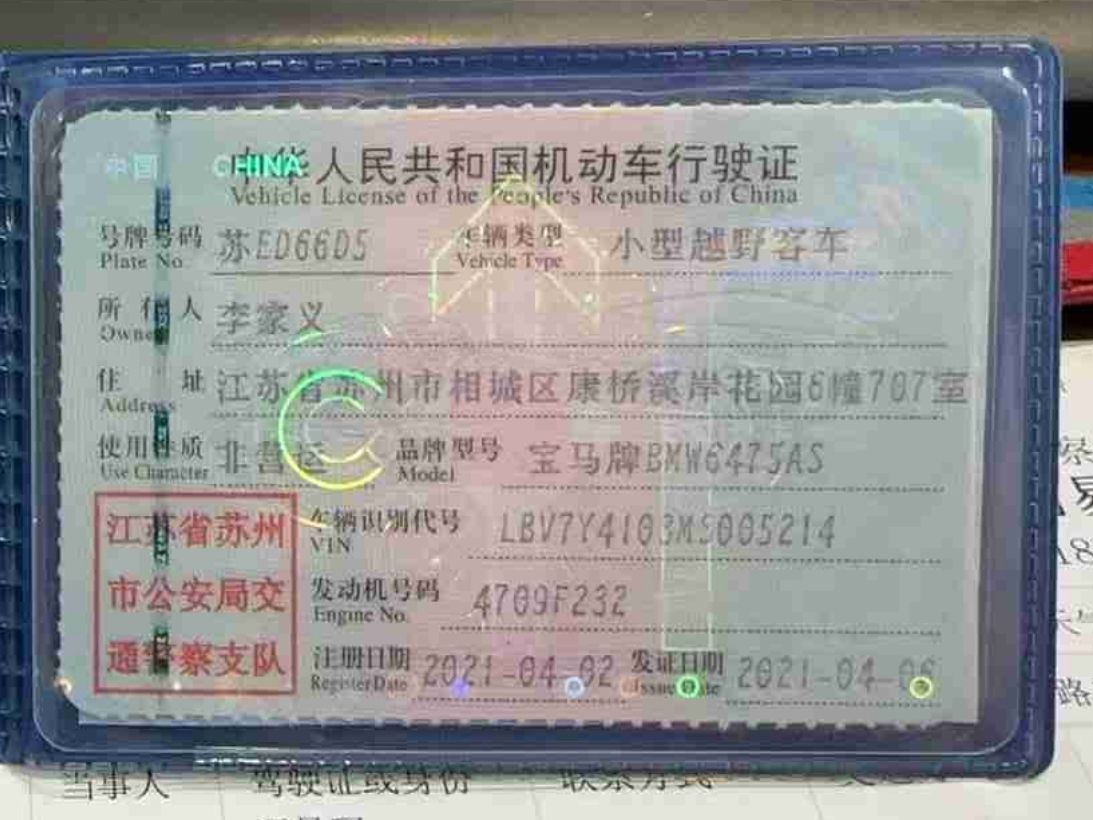 中国 CHINA
中华人民共和国机动车行驶证
Vehicle License of the People's Republic of China
号牌号码 苏ED66D5 车辆类型 小型越野客车
Plate No. Vehicle Type
所有人 李家义
Owner
住址 江苏省苏州市相城区康桥溪岸花园6幢707室
Address
使用性质 非营运 品牌型号 宝马牌BMW6475AS
Use Character Model
江苏省苏州 车辆识别代号 LBV7Y4103MS005214
VIN
市公安局交 发动机号码 4709F232
Engine No.
通警察支队 注册日期 2021-04-02 发证日期 2021-04-06
Register Date Issue Date
当事人 驾驶证或身份 联系方式